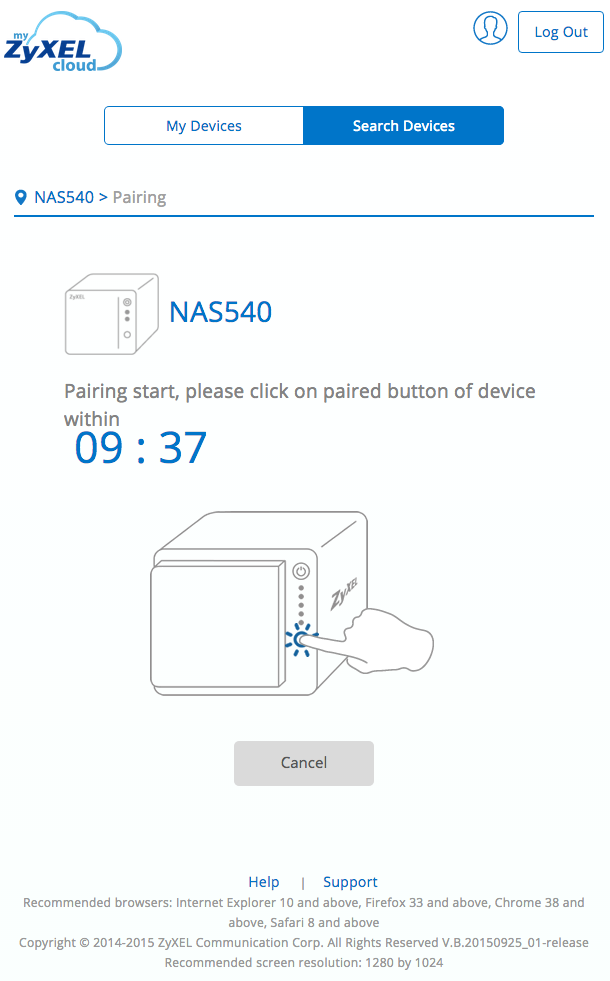 my
ZyXEL
cloud
Log Out
My Devices
Search Devices
NAS540 > Pairing
ZyXEL
NAS540
Pairing start, please click on paired button of device
within
09 : 37
ZyXEL
Cancel
Help | Support
Recommended browsers: Internet Explorer 10 and above, Firefox 33 and above, Chrome 38 and
above, Safari 8 and above
Copyright © 2014-2015 ZyXEL Communication Corp. All Rights Reserved V.B.20150925_01-release
Recommended screen resolution: 1280 by 1024